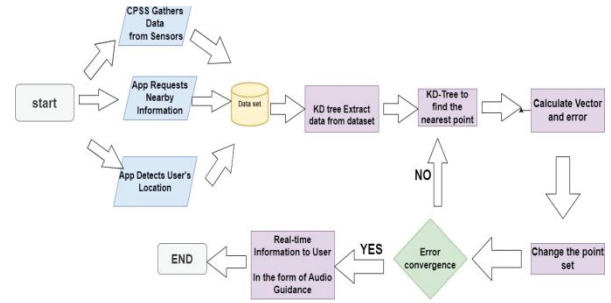 CPSS Gathers
Data
from Sensors
start
App Requests
Nearby
Information
Data set
KD tree Extract
data from dataset
KD-Tree to
find the
nearest point
Calculate Vector
and error
App Detects User's
Location
NO
END
Real-time
Information to User
In the form of Audio
Guidance
YES
Error
convergence
Change the point
set